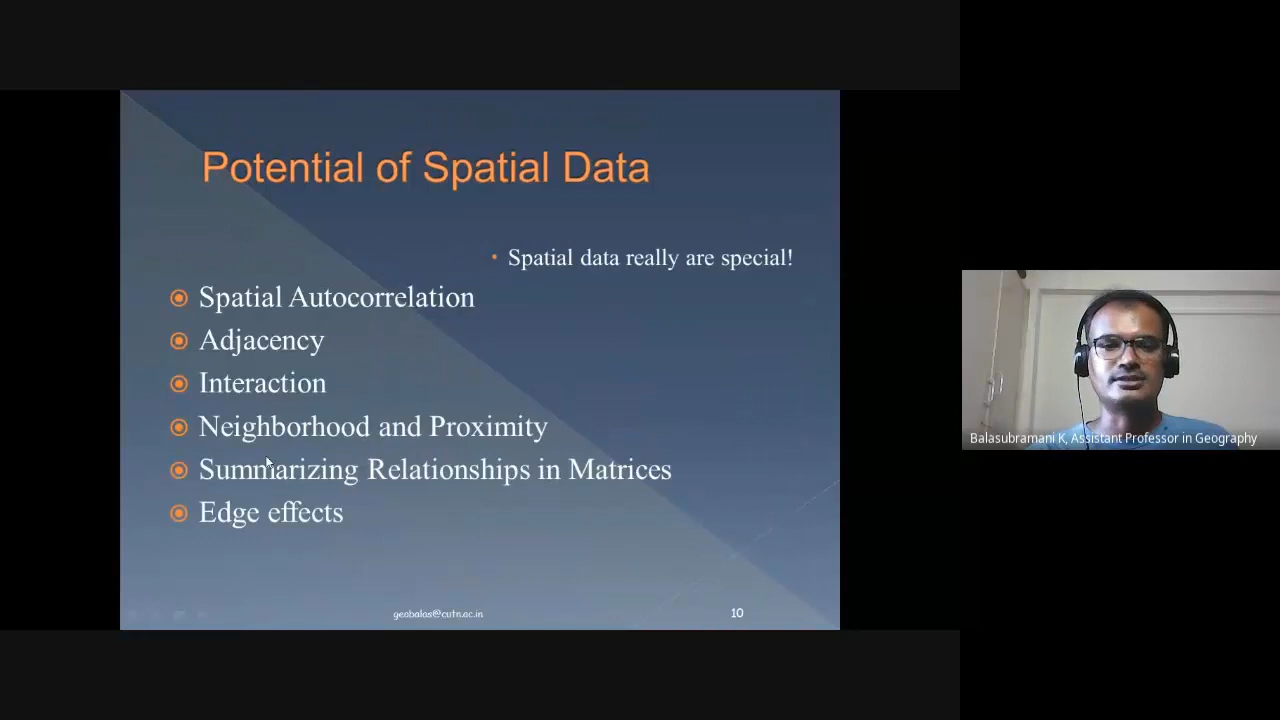 Potential of Spatial Data
• Spatial data really are special!
Spatial Autocorrelation
Adjacency
Interaction
Neighborhood and Proximity
Summarizing Relationships in Matrices
Edge effects
geobalas@cutn.ac.in
10
Balasubramani K, Assistant Professor in Geography